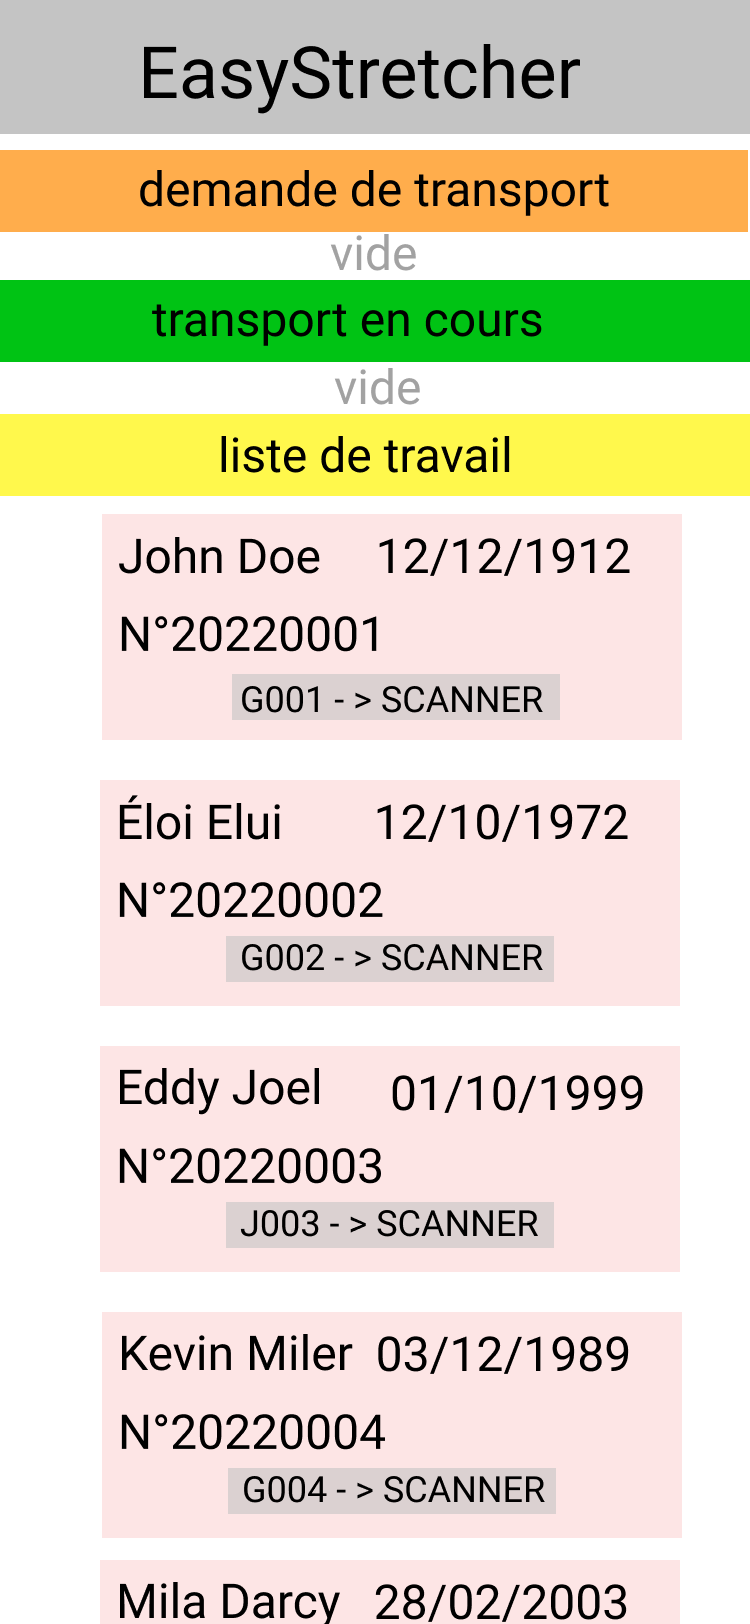 EasyStretcher
demande de transport
vide
transport en cours
vide
liste de travail
John Doe 12/12/1912
N°20220001
G001 - > SCANNER
Éloi Elui 12/10/1972
N°20220002
G002 - > SCANNER
Eddy Joel 01/10/1999
N°20220003
J003 - > SCANNER
Kevin Miler 03/12/1989
N°20220004
G004 - > SCANNER
Mila Darcy 28/02/2003